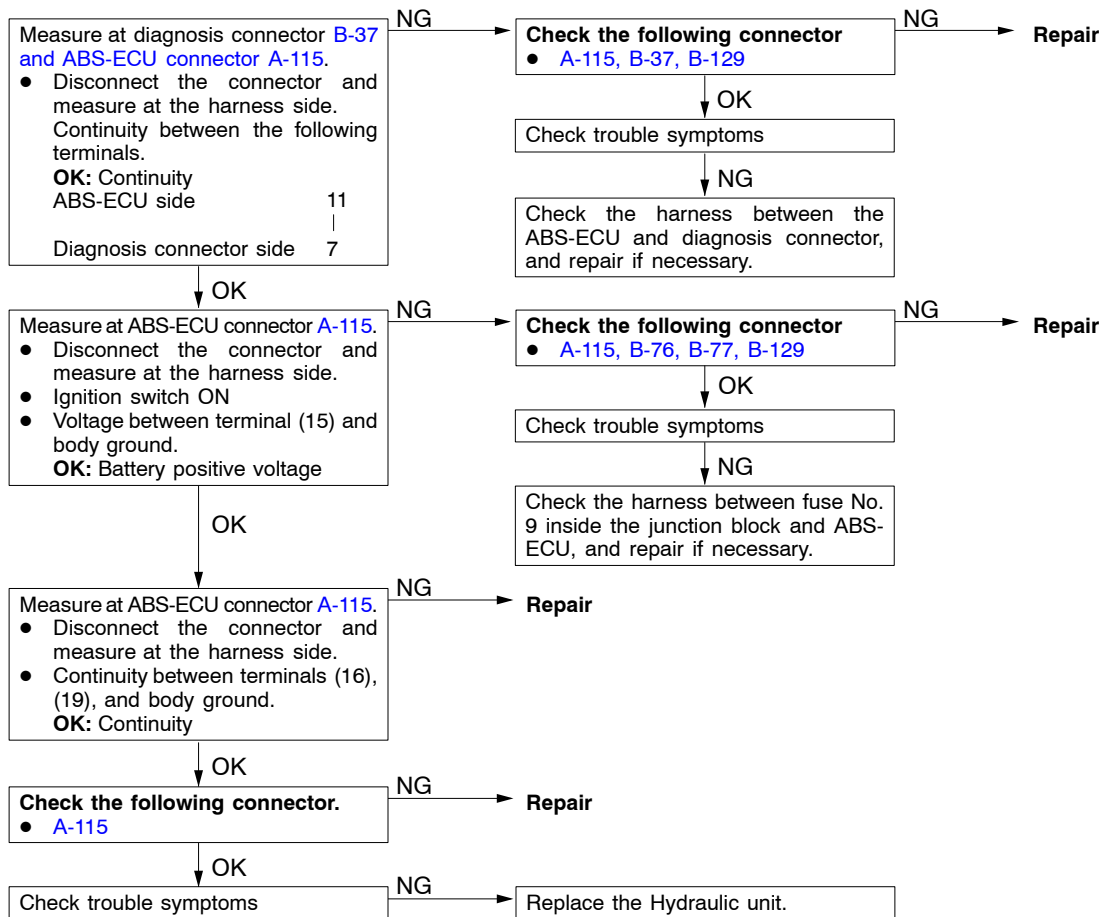 Measure at diagnosis connector B-37
and ABS-ECU connector A-115.
● Disconnect the connector and
measure at the harness side.
Continuity between the following
terminals.
OK: Continuity
ABS-ECU side 11
|
Diagnosis connector side 7
NG
Check the following connector
● A-115, B-37, B-129
NG
Repair
OK
Check trouble symptoms
NG
Check the harness between the
ABS-ECU and diagnosis connector,
and repair if necessary.
OK
Measure at ABS-ECU connector A-115.
● Disconnect the connector and
measure at the harness side.
● Ignition switch ON
● Voltage between terminal (15) and
body ground.
OK: Battery positive voltage
NG
Check the following connector
● A-115, B-76, B-77, B-129
NG
Repair
OK
Check trouble symptoms
NG
Check the harness between fuse No.
9 inside the junction block and ABS-
ECU, and repair if necessary.
OK
Measure at ABS-ECU connector A-115.
● Disconnect the connector and
measure at the harness side.
● Continuity between terminals (16),
(19), and body ground.
OK: Continuity
NG
Repair
OK
Check the following connector.
● A-115
NG
Repair
OK
Check trouble symptoms
NG
Replace the Hydraulic unit.